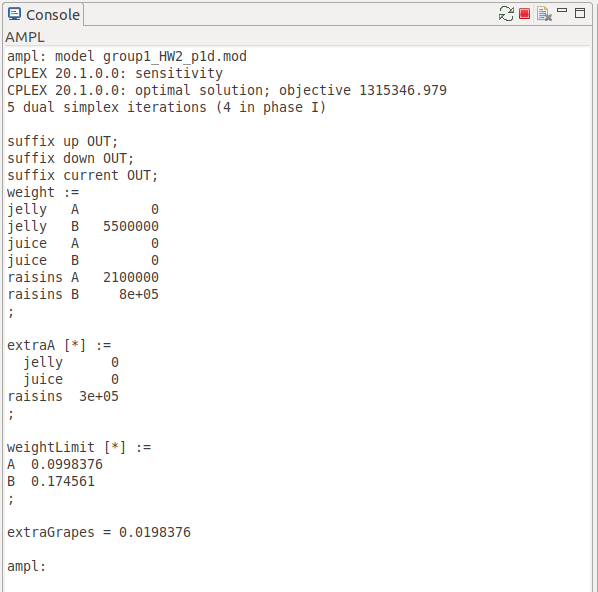 Console
AMPL
ampl: model group1_HW2_p1d.mod
CPLEX 20.1.0.0: sensitivity
CPLEX 20.1.0.0: optimal solution; objective 1315346.979
5 dual simplex iterations (4 in phase I)
suffix up OUT;
suffix down OUT;
suffix current OUT;
weight :=
jelly   A         0
jelly   B   5500000
juice   A         0
juice   B         0
raisins A   2100000
raisins B     8e+05
;
extraA [*] :=
  jelly      0
  juice      0
raisins  3e+05
;
weightLimit [*] :=
A  0.0998376
B  0.174561
;
extraGrapes = 0.0198376
ampl: